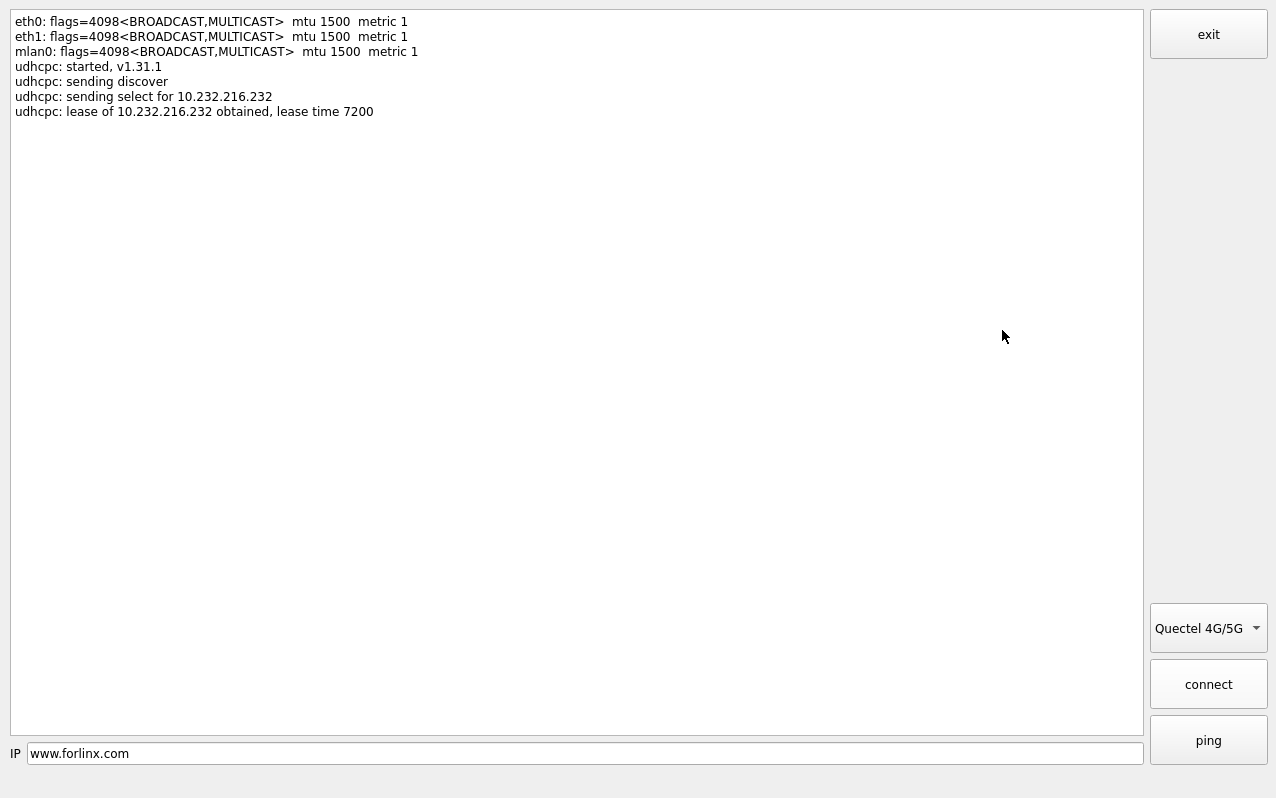 eth0: flags=4098<BROADCAST,MULTICAST>  mtu 1500  metric 1
eth1: flags=4098<BROADCAST,MULTICAST>  mtu 1500  metric 1
mlan0: flags=4098<BROADCAST,MULTICAST>  mtu 1500  metric 1
udhcpc: started, v1.31.1
udhcpc: sending discover
udhcpc: sending select for 10.232.216.232
udhcpc: lease of 10.232.216.232 obtained, lease time 7200
exit
Quectel 4G/5G
connect
ping
IP www.forlinx.com